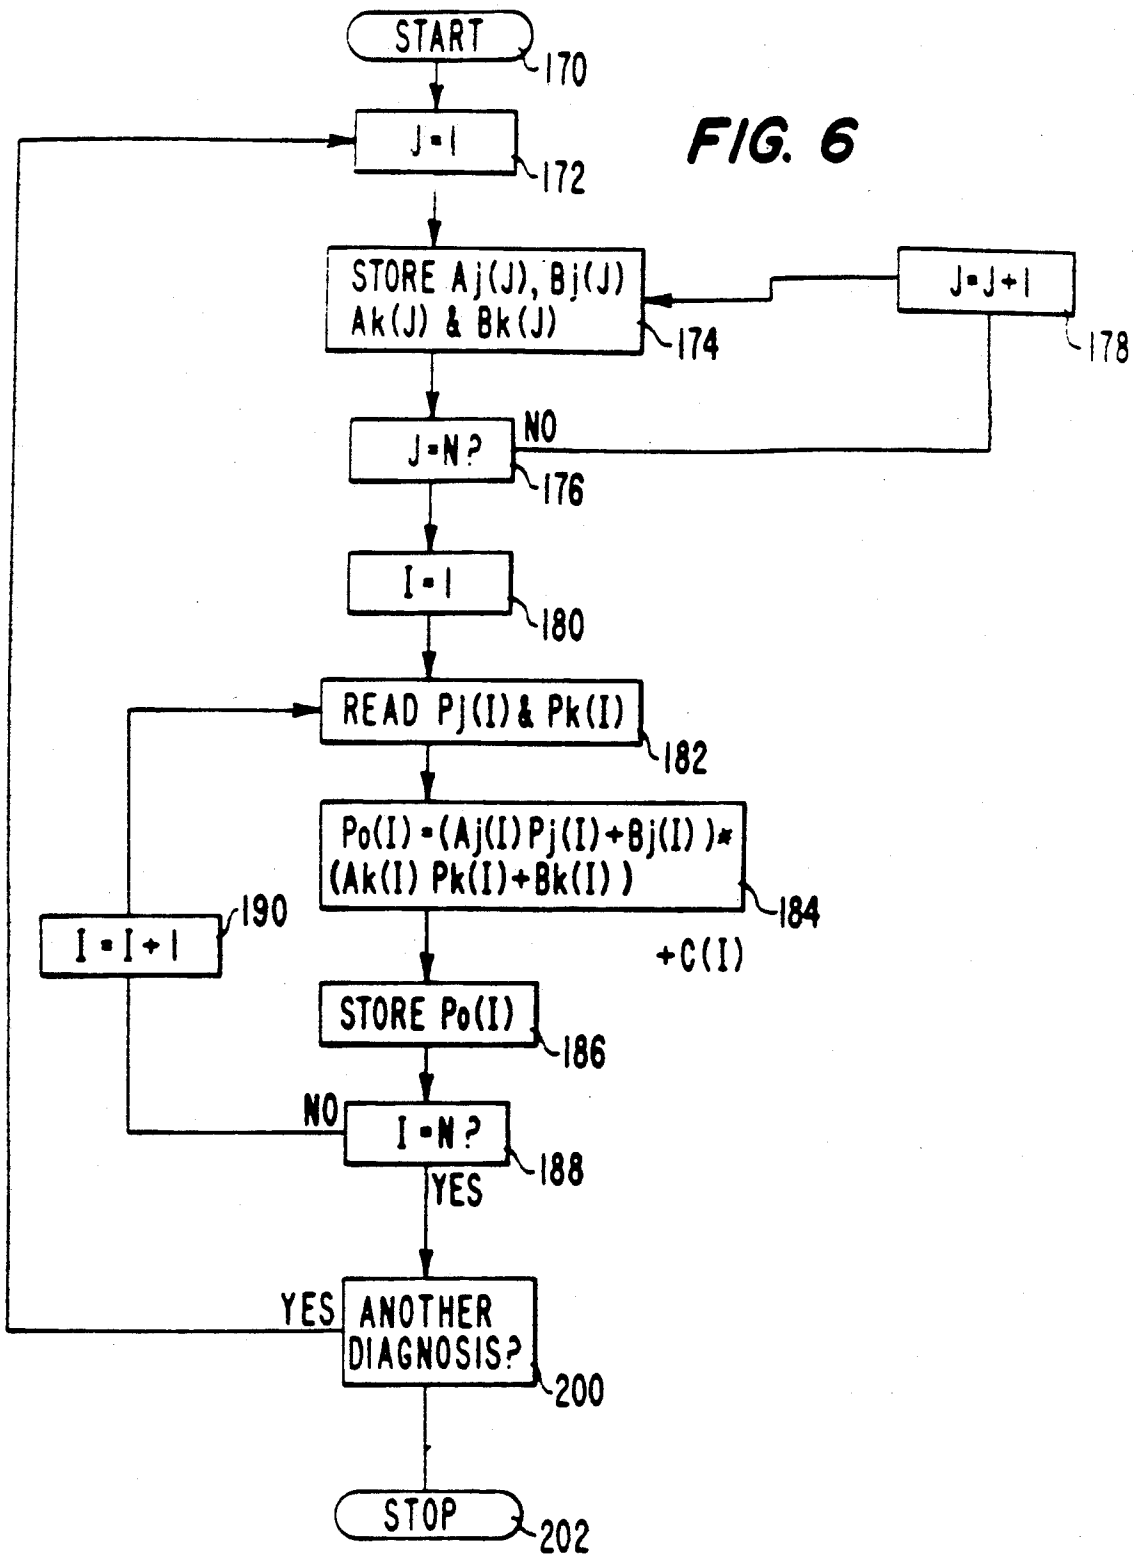 START
170
FIG. 6
J=1
172
STORE Aj(J), Bj(J)
Ak(J) & Bk(J)
174
J=J+1
178
J=N?
NO
176
I=1
180
READ Pj(I) & Pk(I)
182
Po(I)=(Aj(I) Pj(I)+Bj(I))*
(Ak(I) Pk(I)+Bk(I))
184
+C(I)
I=I+1
190
STORE Po(I)
186
NO
I=N?
188
YES
YES
ANOTHER
DIAGNOSIS?
200
STOP
202